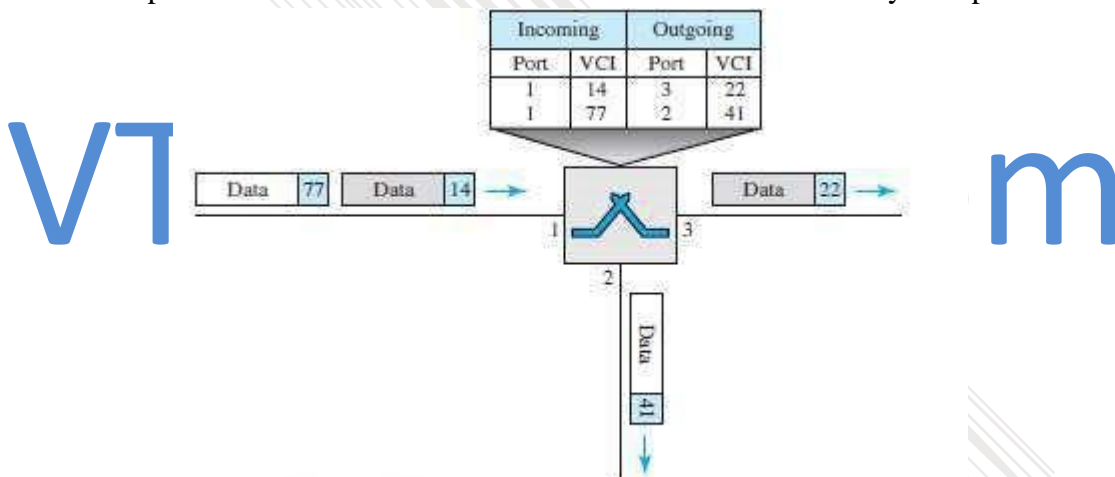 Incoming Outgoing
Port VCI Port VCI
1 14 3 22
1 77 2 41
VT m
Data 77 Data 14 Data 22
1 3
2
Data
41